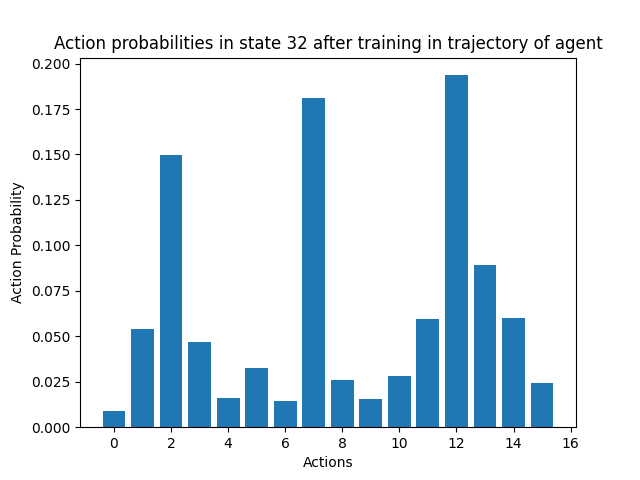 Action probabilities in state 32 after training in trajectory of agent
0.200
0.175
0.150
0.125
0.100
0.075
0.050
0.025
0.000
Action Probability
0 2 4 6 8 10 12 14 16
Actions